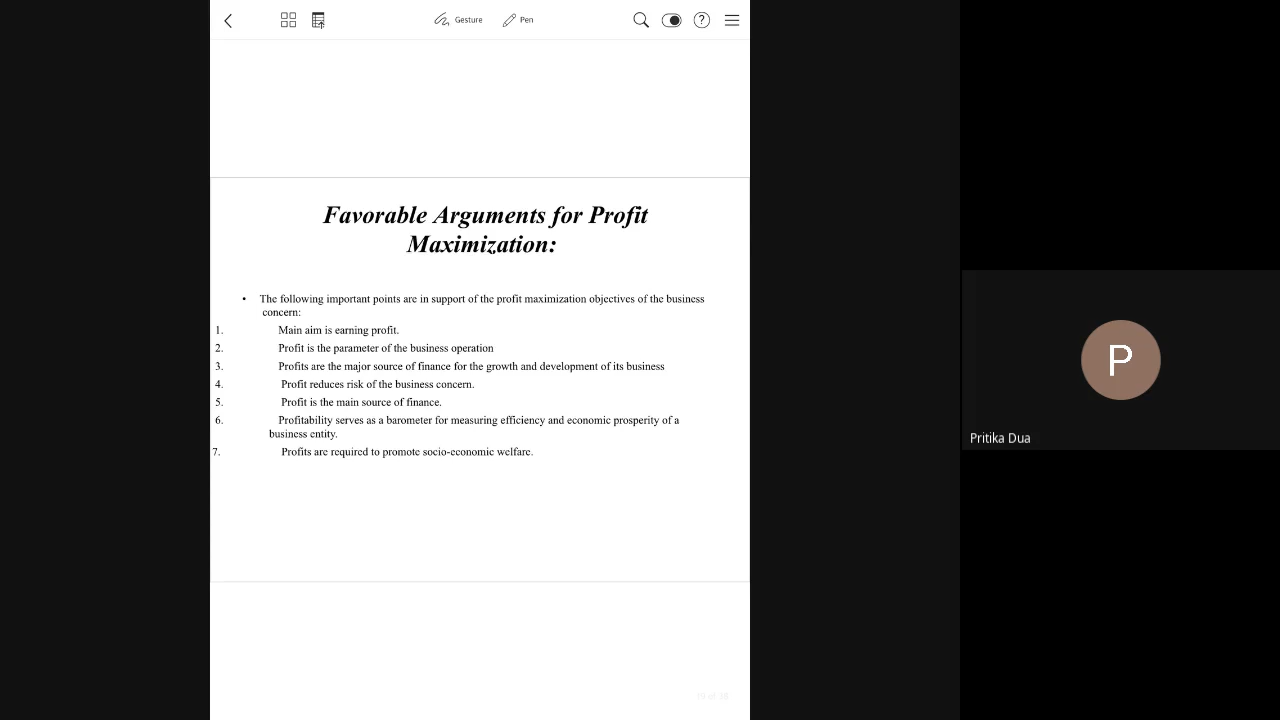 Gesture
Pen
Favorable Arguments for Profit
Maximization:
• The following important points are in support of the profit maximization objectives of the business
concern:
1. Main aim is earning profit.
2. Profit is the parameter of the business operation
3. Profits are the major source of finance for the growth and development of its business
4. Profit reduces risk of the business concern.
5. Profit is the main source of finance.
6. Profitability serves as a barometer for measuring efficiency and economic prosperity of a
business entity.
7. Profits are required to promote socio-economic welfare.
P
Pritika Dua